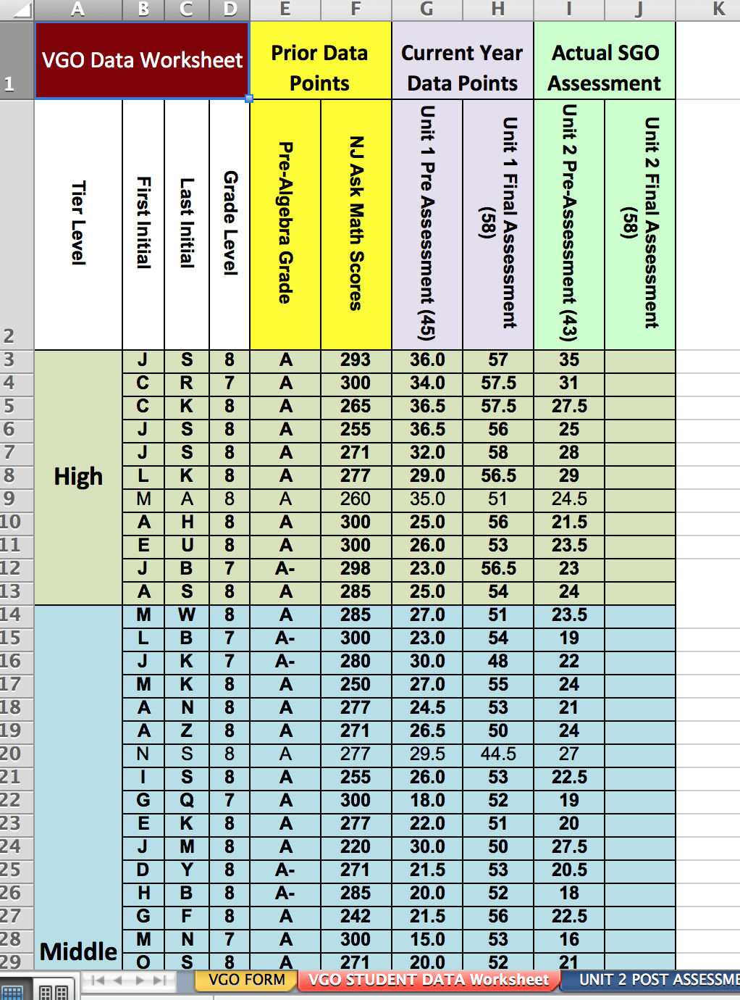 A B C D E F G H I J K
1 VGO Data Worksheet Prior Data Points Current Year Data Points Actual SGO Assessment
2 Tier Level First Initial Last Initial Grade Level Pre-Algebra Grade NJ Ask Math Scores Unit 1 Pre Assessment (45) Unit 1 Final Assessment (58) Unit 2 Pre-Assessment (43) Unit 2 Final Assessment (58)
3 J S 8 A 293 36.0 57 35
4 C R 7 A 300 34.0 57.5 31
5 C K 8 A 265 36.5 57.5 27.5
6 J S 8 A 255 36.5 56 25
7 J S 8 A 271 32.0 58 28
8 High L K 8 A 277 29.0 56.5 29
9 M A 8 A 260 35.0 51 24.5
10 A H 8 A 300 25.0 56 21.5
11 E U 8 A 300 26.0 53 23.5
12 J B 7 A- 298 23.0 56.5 23
13 A S 8 A 285 25.0 54 24
14 M W 8 A 285 27.0 51 23.5
15 L B 7 A- 300 23.0 54 19
16 J K 7 A- 280 30.0 48 22
17 M K 8 A 250 27.0 55 24
18 A N 8 A 277 24.5 53 21
19 A Z 8 A 271 26.5 50 24
20 N S 8 A 277 29.5 44.5 27
21 I S 8 A 255 26.0 53 22.5
22 G Q 7 A 300 18.0 52 19
23 E K 8 A 277 22.0 51 20
24 J M 8 A 220 30.0 50 27.5
25 D Y 8 A- 271 21.5 53 20.5
26 H B 8 A- 285 20.0 52 18
27 G F 8 A 242 21.5 56 22.5
28 Middle M N 7 A 300 15.0 53 16
29 O S 8 A 271 20.0 52 21
VGO FORM VGO STUDENT DATA Worksheet UNIT 2 POST ASSESSME